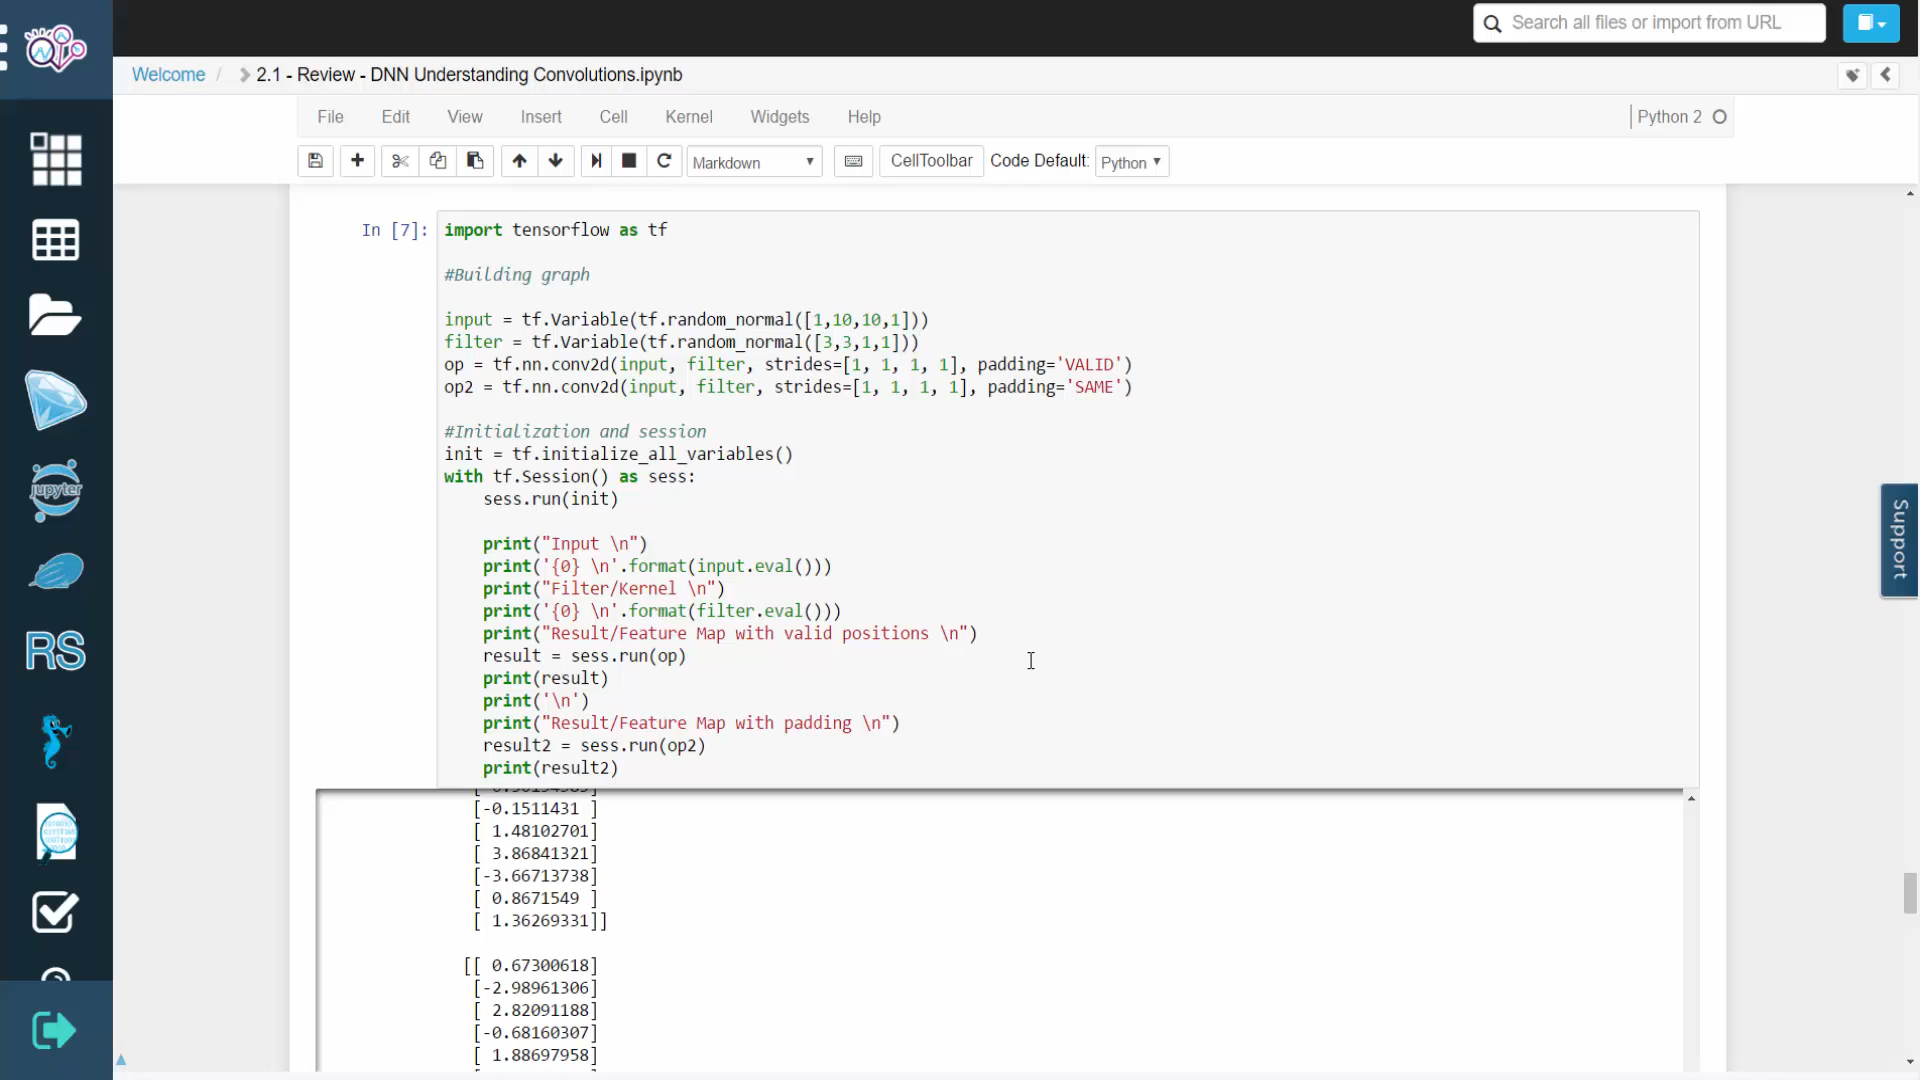 Search all files or import from URL
Welcome / 2.1 - Review - DNN Understanding Convolutions.ipynb
File Edit View Insert Cell Kernel Widgets Help Python 2
Markdown CellToolbar Code Default: Python
In [7]: import tensorflow as tf
#Building graph
input = tf.Variable(tf.random_normal([1,10,10,1]))
filter = tf.Variable(tf.random_normal([3,3,1,1]))
op = tf.nn.conv2d(input, filter, strides=[1, 1, 1, 1], padding='VALID')
op2 = tf.nn.conv2d(input, filter, strides=[1, 1, 1, 1], padding='SAME')
#Initialization and session
init = tf.initialize_all_variables()
with tf.Session() as sess:
sess.run(init)
print("Input \n")
print('{0} \n'.format(input.eval()))
print("Filter/Kernel \n")
print('{0} \n'.format(filter.eval()))
print("Result/Feature Map with valid positions \n")
result = sess.run(op)
print(result)
print('\n')
print("Result/Feature Map with padding \n")
result2 = sess.run(op2)
print(result2)
[-0.1511431 ]
[ 1.48102701]
[ 3.86841321]
[-3.66713738]
[ 0.8671549 ]
[ 1.36269331]]
[[ 0.67300618]
[-2.98961306]
[ 2.82091188]
[-0.68160307]
[ 1.88697958]
jupyter
RS
Support